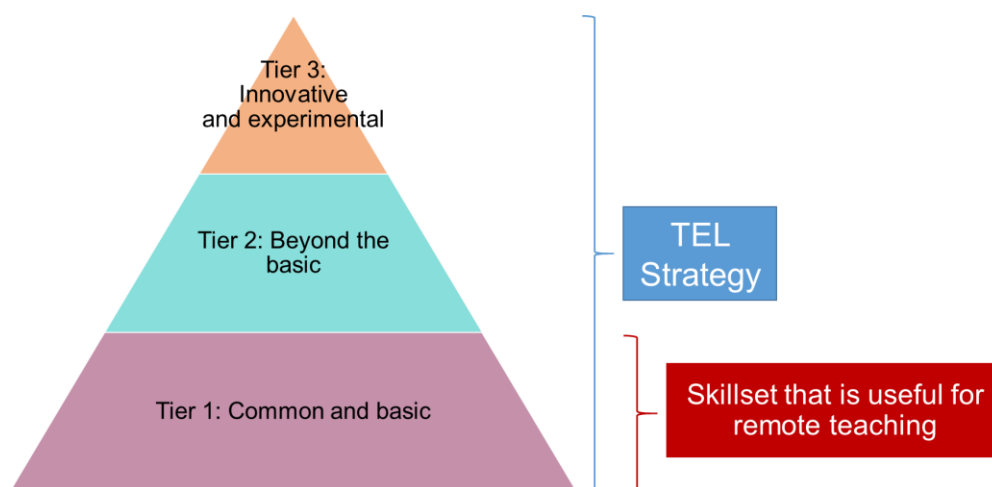 Tier 3:
Innovative
and experimental
Tier 2: Beyond the
basic
TEL
Strategy
Tier 1: Common and basic
Skillset that is useful for
remote teaching